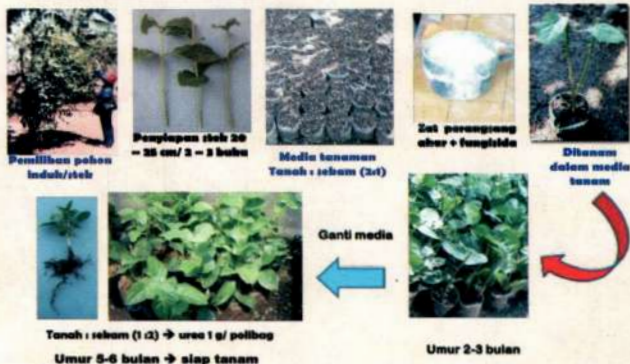 Pemilihan pohon
induk/stek
Penyiapan stek 20
– 25 cm/ 2 – 3 buku
Media tanaman
Tanah : sekam (2:1)
Zat perangsang
akar + fungisida
Ditanam
dalam media
tanam
Ganti media
Tanah : sekam (1:2) → urea 1 g/ polibag
Umur 5-6 bulan → siap tanam
Umur 2-3 bulan